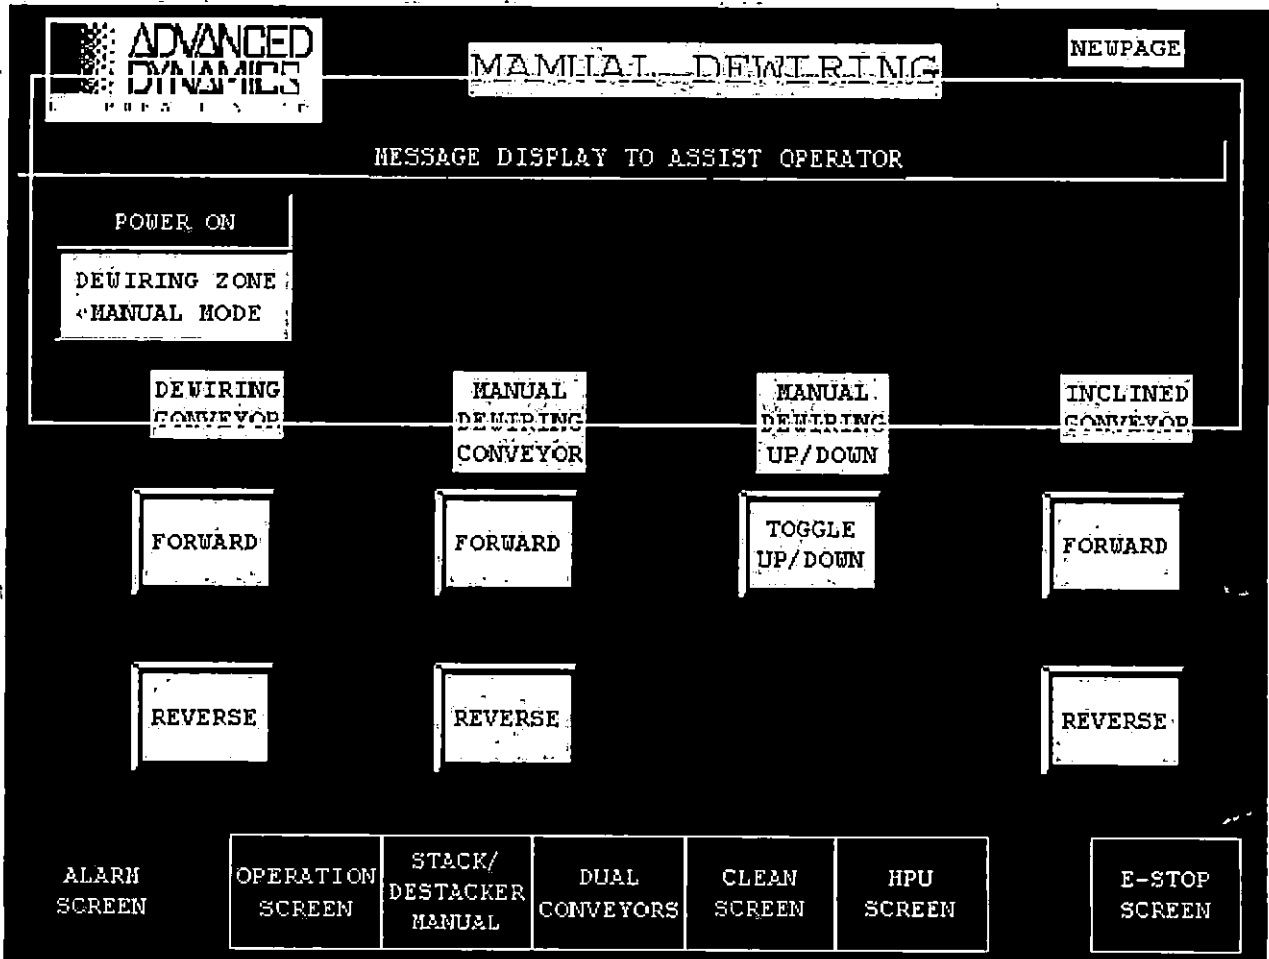 ADVANCED
DYNAMICS
MANUAL DEWIRING
NEWPAGE
MESSAGE DISPLAY TO ASSIST OPERATOR
POWER ON
DEWIRING ZONE
MANUAL MODE
DEWIRING
CONVEYOR
MANUAL
DEWIRING
CONVEYOR
MANUAL
DEWIRING
UP/DOWN
INCLINED
CONVEYOR
FORWARD
FORWARD
TOGGLE
UP/DOWN
FORWARD
REVERSE
REVERSE
REVERSE
ALARM
SCREEN
OPERATION
SCREEN
STACK/
DESTACKER
MANUAL
DUAL
CONVEYORS
CLEAN
SCREEN
HPU
SCREEN
E-STOP
SCREEN